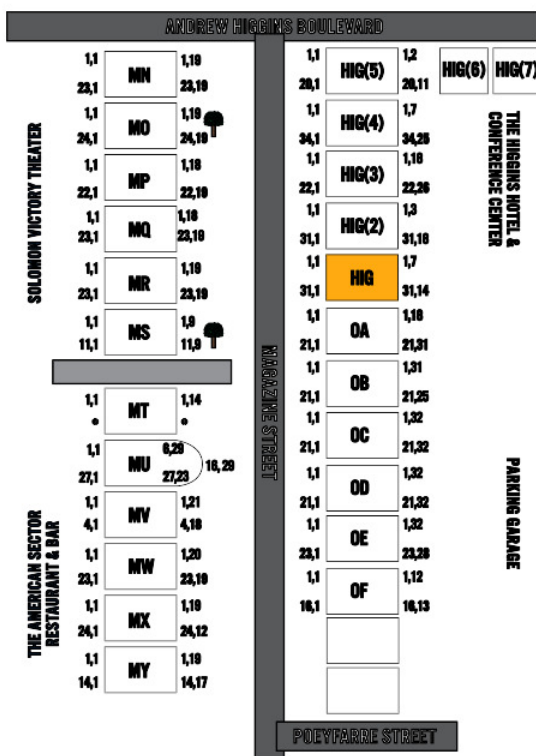 ANDREW HIGGINS BOULEVARD
1,1 MN 1,19
23,1 23,19
1,1 MO 1,19
24,1 24,19
1,1 MP 1,18
22,1 22,19
1,1 MQ 1,18
23,1 23,19
1,1 MR 1,19
23,1 23,19
1,1 MS 1,9
11,1 11,9
SOLOMON VICTORY THEATER
1,1 MT 1,14
1,1 MU 6,29
27,1 27,23 16,29
1,1 MV 1,21
4,1 4,18
1,1 MW 1,20
23,1 23,19
1,1 MX 1,19
24,1 24,12
1,1 MY 1,19
14,1 14,17
THE AMERICAN SECTOR
RESTAURANT & BAR
MAGAZINE STREET
1,1 HIG(5) 1,2
20,11
HIG(6)
HIG(7)
1,1 HIG(4) 1,7
34,1 34,25
1,1 HIG(3) 1,18
22,1 22,26
1,1 HIG(2) 1,3
31,1 31,18
1,1 HIG 1,7
31,1 31,14
THE HIGGINS HOTEL &
CONFERENCE CENTER
1,1 OA 1,18
21,1 21,31
1,1 OB 1,31
21,1 21,25
1,1 OC 1,32
21,1 21,32
1,1 OD 1,32
21,1 21,32
1,1 OE 1,32
23,1 23,28
1,1 OF 1,12
16,1 16,13
PARKING GARAGE
POEYFARRE STREET